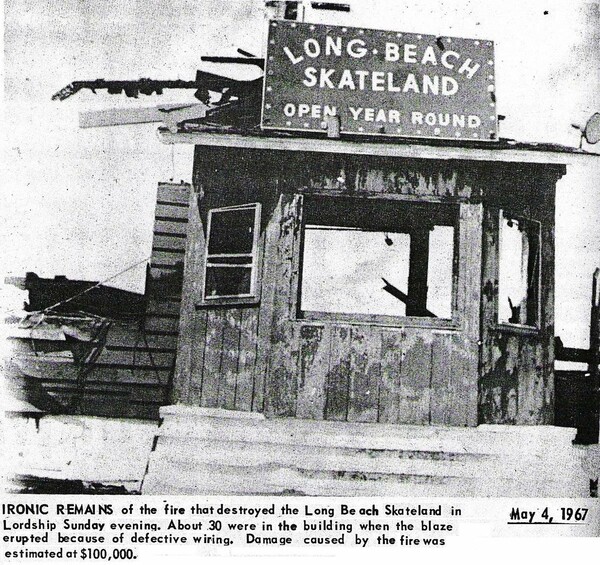 LONG·BEACH
SKATELAND
OPEN YEAR ROUND
IRONIC REMAINS of the fire that destroyed the Long Beach Skateland in
Lordship Sunday evening. About 30 were in the building when the blaze
erupted because of defective wiring. Damage caused by the fire was
estimated at $100,000.
May 4, 1967